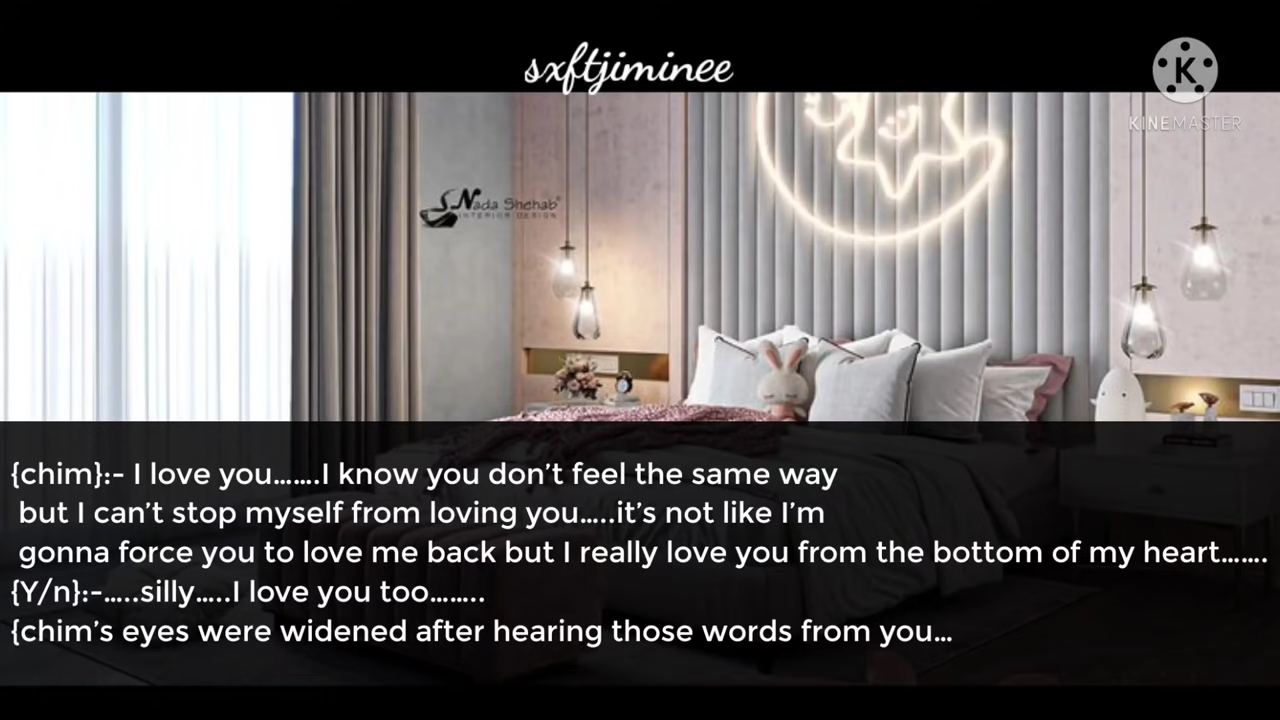 sxftjiminee
K
KINEMASTER
Nada Shehab
INTERIOR DESIGN
{chim}:- I love you…….I know you don’t feel the same way
but I can’t stop myself from loving you…..it’s not like I’m
gonna force you to love me back but I really love you from the bottom of my heart…….
{Y/n}:-…..silly…..I love you too……..
{chim’s eyes were widened after hearing those words from you…